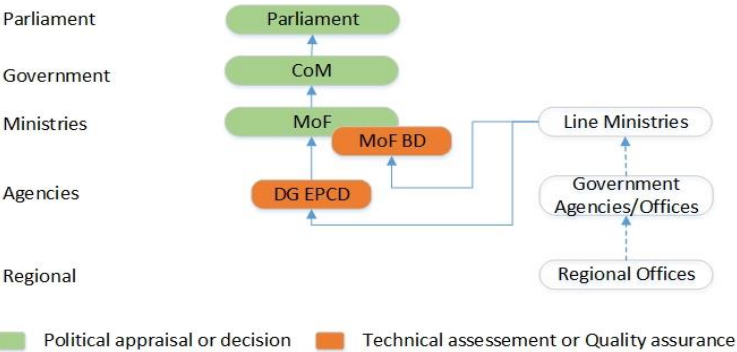 Parliament
Parliament
Government
CoM
Ministries
MoF
Line Ministries
MoF BD
Agencies
DG EPCD
Government
Agencies/Offices
Regional
Regional Offices
Political appraisal or decision
Technical assessement or Quality assurance